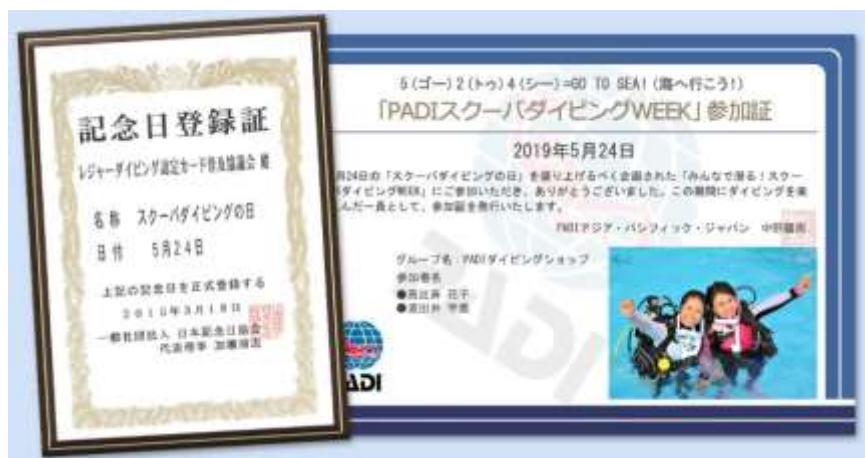 記念日登録証
レジャーダイビング認定カード普及協議会 殿
名称 スクーバダイビングの日
日付 5月24日
上記の記念日を正式登録する
一般社団法人 日本記念日協会
代表理事 加瀬清志
5(ゴー)2(トゥ)4(シー)=GO TO SEA!(海へ行こう!)
「PADIスクーバダイビングWEEK」参加証
2019年5月24日
月24日の「スクーバダイビングの日」を盛り上げるべく企画された「みんなで潜る!スクー
バダイビングWEEK」にご参加いただき、ありがとうございました。この期間にダイビングを楽
んだ一員として、参加証を発行いたします。
PADIアジア・パシフィック・ジャパン 中野
グループ名:PADIダイビングショップ
参加者名
花子
PADI
ADI